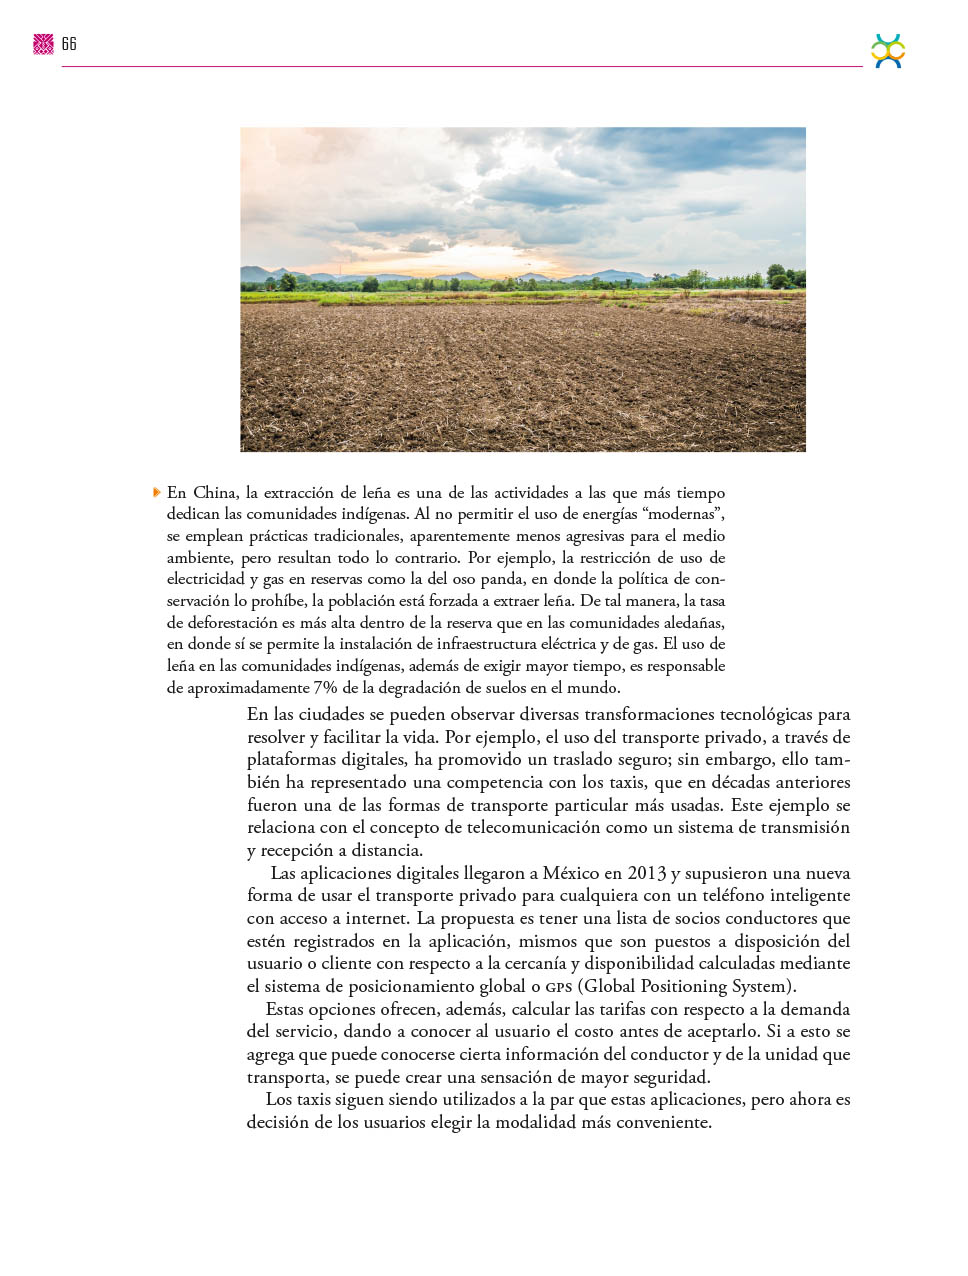 66
En China, la extracción de leña es una de las actividades a las que más tiempo
dedican las comunidades indígenas. Al no permitir el uso de energías “modernas”,
se emplean prácticas tradicionales, aparentemente menos agresivas para el medio
ambiente, pero resultan todo lo contrario. Por ejemplo, la restricción de uso de
electricidad y gas en reservas como la del oso panda, en donde la política de con-
servación lo prohíbe, la población está forzada a extraer leña. De tal manera, la tasa
de deforestación es más alta dentro de la reserva que en las comunidades aledañas,
en donde sí se permite la instalación de infraestructura eléctrica y de gas. El uso de
leña en las comunidades indígenas, además de exigir mayor tiempo, es responsable
de aproximadamente 7% de la degradación de suelos en el mundo.
En las ciudades se pueden observar diversas transformaciones tecnológicas para
resolver y facilitar la vida. Por ejemplo, el uso del transporte privado, a través de
plataformas digitales, ha promovido un traslado seguro; sin embargo, ello tam-
bién ha representado una competencia con los taxis, que en décadas anteriores
fueron una de las formas de transporte particular más usadas. Este ejemplo se
relaciona con el concepto de telecomunicación como un sistema de transmisión
y recepción a distancia.
Las aplicaciones digitales llegaron a México en 2013 y supusieron una nueva
forma de usar el transporte privado para cualquiera con un teléfono inteligente
con acceso a internet. La propuesta es tener una lista de socios conductores que
estén registrados en la aplicación, mismos que son puestos a disposición del
usuario o cliente con respecto a la cercanía y disponibilidad calculadas mediante
el sistema de posicionamiento global o GPS (Global Positioning System).
Estas opciones ofrecen, además, calcular las tarifas con respecto a la demanda
del servicio, dando a conocer al usuario el costo antes de aceptarlo. Si a esto se
agrega que puede conocerse cierta información del conductor y de la unidad que
transporta, se puede crear una sensación de mayor seguridad.
Los taxis siguen siendo utilizados a la par que estas aplicaciones, pero ahora es
decisión de los usuarios elegir la modalidad más conveniente.